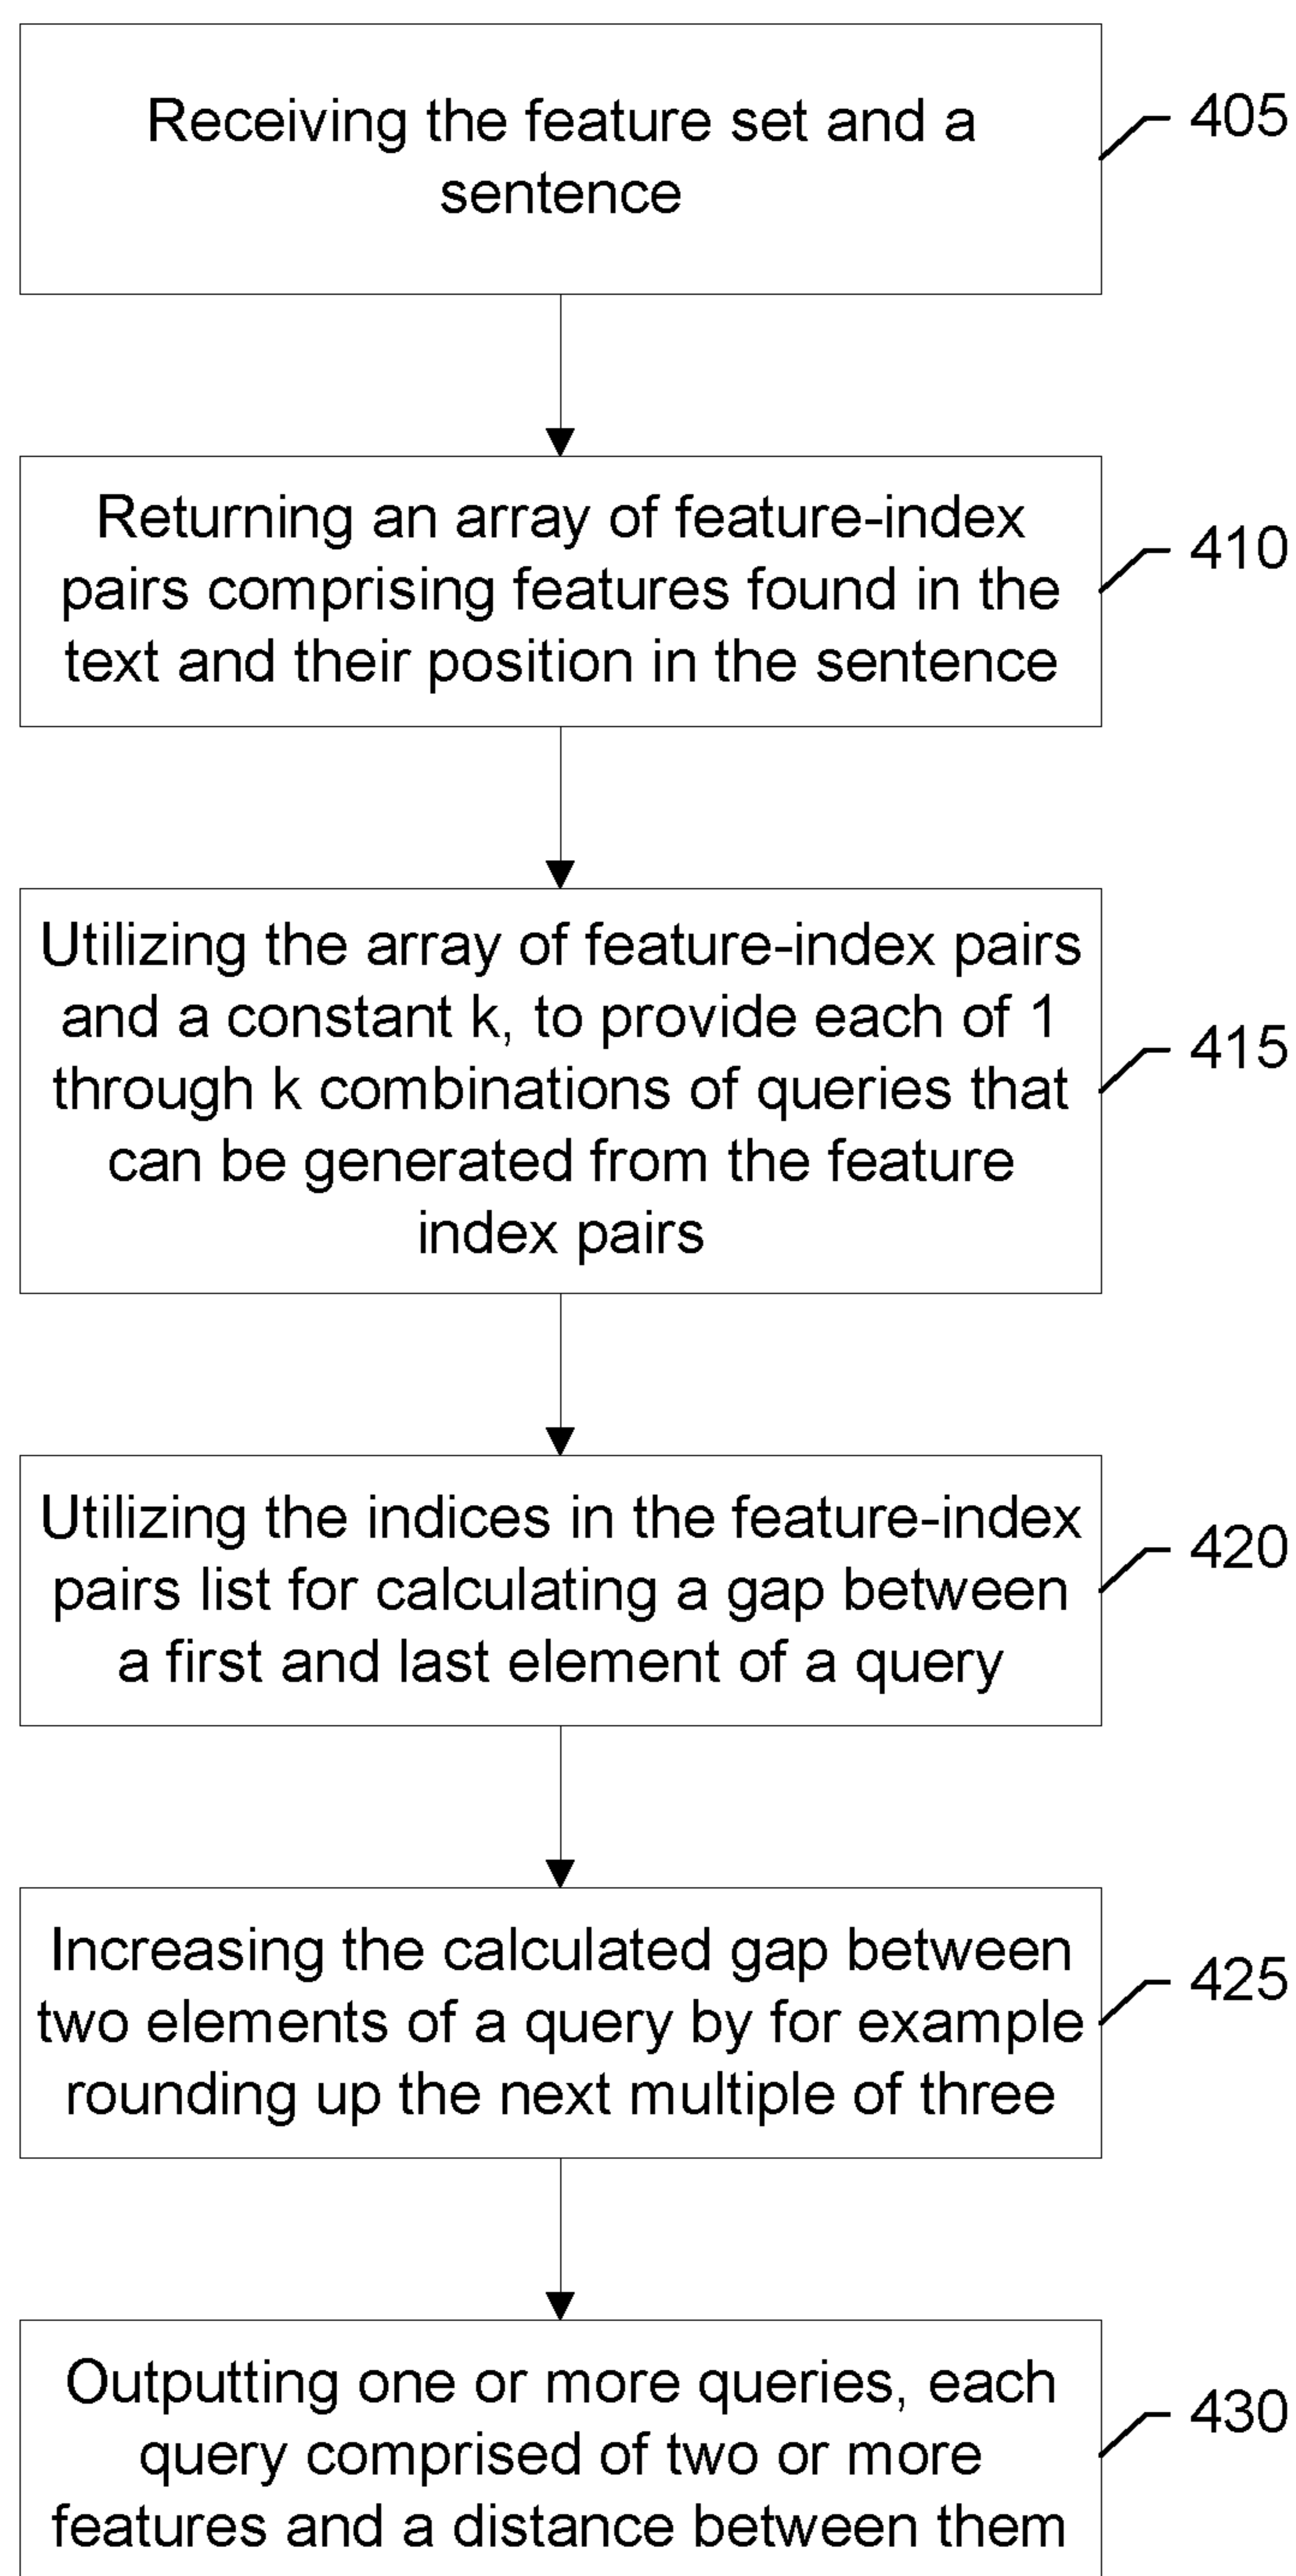 Receiving the feature set and a
sentence
405
Returning an array of feature-index
pairs comprising features found in the
text and their position in the sentence
410
Utilizing the array of feature-index pairs
and a constant k, to provide each of 1
through k combinations of queries that
can be generated from the feature
index pairs
415
Utilizing the indices in the feature-index
pairs list for calculating a gap between
a first and last element of a query
420
Increasing the calculated gap between
two elements of a query by for example
rounding up the next multiple of three
425
Outputting one or more queries, each
query comprised of two or more
features and a distance between them
430